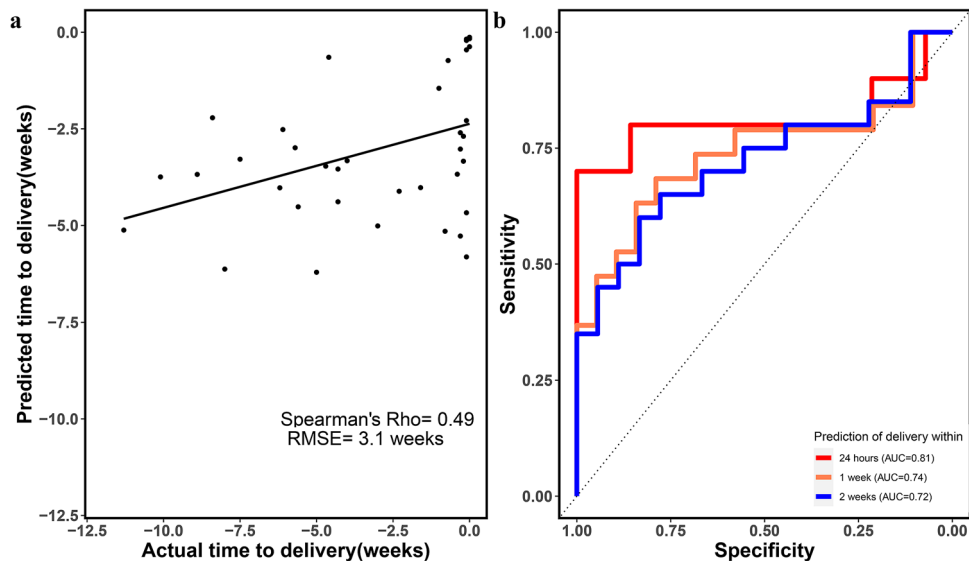 a
Predicted time to delivery(weeks)
0.0
−2.5
−5.0
−7.5
−10.0
−12.5
Spearman's Rho= 0.49
RMSE= 3.1 weeks
−12.5 −10.0 −7.5 −5.0 −2.5 0.0
Actual time to delivery(weeks)
b
Sensitivity
1.00
0.75
0.50
0.25
0.00
Prediction of delivery within
24 hours (AUC=0.81)
1 week (AUC=0.74)
2 weeks (AUC=0.72)
1.00 0.75 0.50 0.25 0.00
Specificity